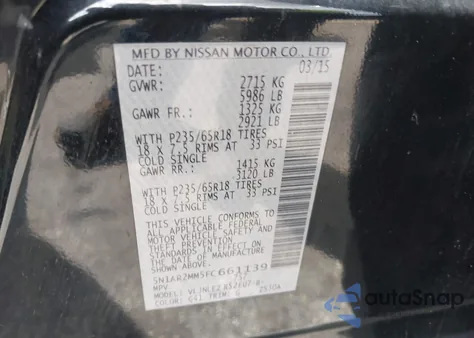 MFD BY NISSAN MOTOR CO., LTD
DATE: 03/15
GVWR: 2715 KG
5986 LB
GAWR FR.: 1325 KG
2921 LB
WITH P235/65R18 TIRES
18 X 7.5 RIMS AT 33 PSI
COLD SINGLE
GAWR RR: 1415 KG
3120 LB
WITH P235/65R18 TIRES
18 X 7.5 RIMS AT 33 PSI
COLD SINGLE
THIS VEHICLE CONFORMS TO
ALL APPLICABLE FEDERAL
MOTOR VEHICLE SAFETY AND
THEFT PREVENTION
STANDARDS IN EFFECT ON
THE DATE OF MANUFACTURE
SHOWN ABOVE
5N1AR2MM5FC661139
MPV
MODEL:
COLOR: TRIM: G
autoSnap